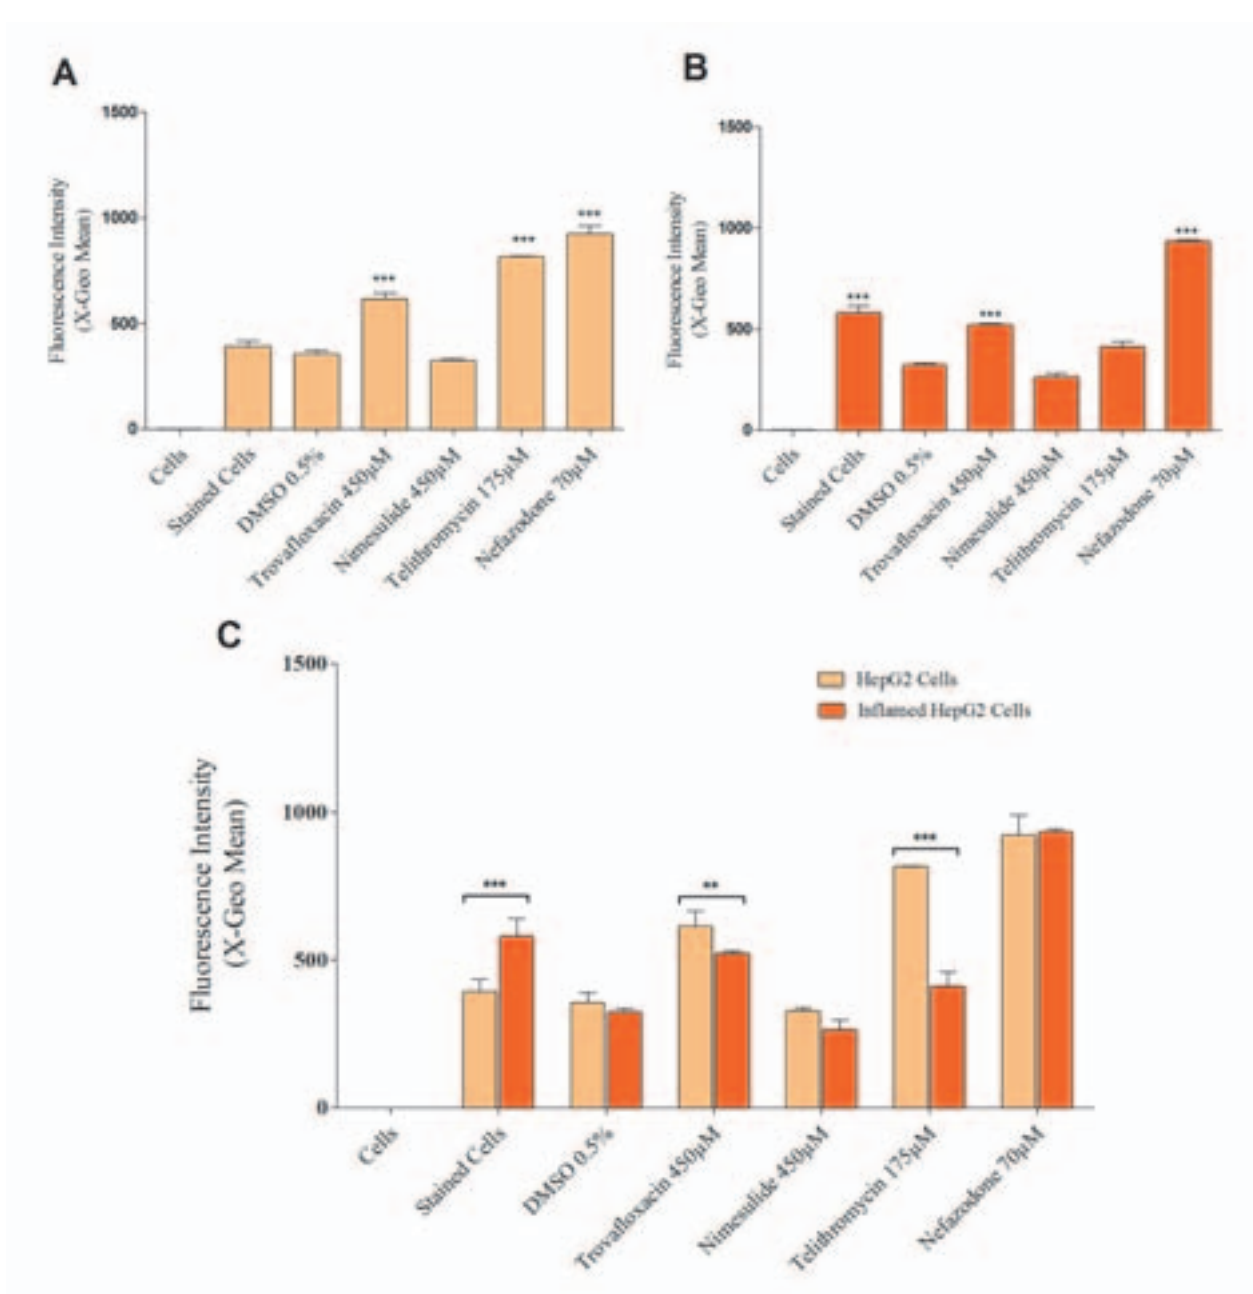 A
1500
1000
500
0
Fluorescence Intensity
(X-Geo Mean)
***
***
***
Cells
Stained Cells
DMSO 0.5%
Trovafloxacin 450µM
Nimesulide 450µM
Telithromycin 175µM
Nefazodone 70µM
B
1500
1000
500
0
Fluorescence Intensity
(X-Geo Mean)
***
***
***
Cells
Stained Cells
DMSO 0.5%
Trovafloxacin 450µM
Nimesulide 450µM
Telithromycin 175µM
Nefazodone 70µM
C
1500
1000
500
0
Fluorescence Intensity
(X-Geo Mean)
HepG2 Cells
Inflamed HepG2 Cells
***
**
***
Cells
Stained Cells
DMSO 0.5%
Trovafloxacin 450µM
Nimesulide 450µM
Telithromycin 175µM
Nefazodone 70µM